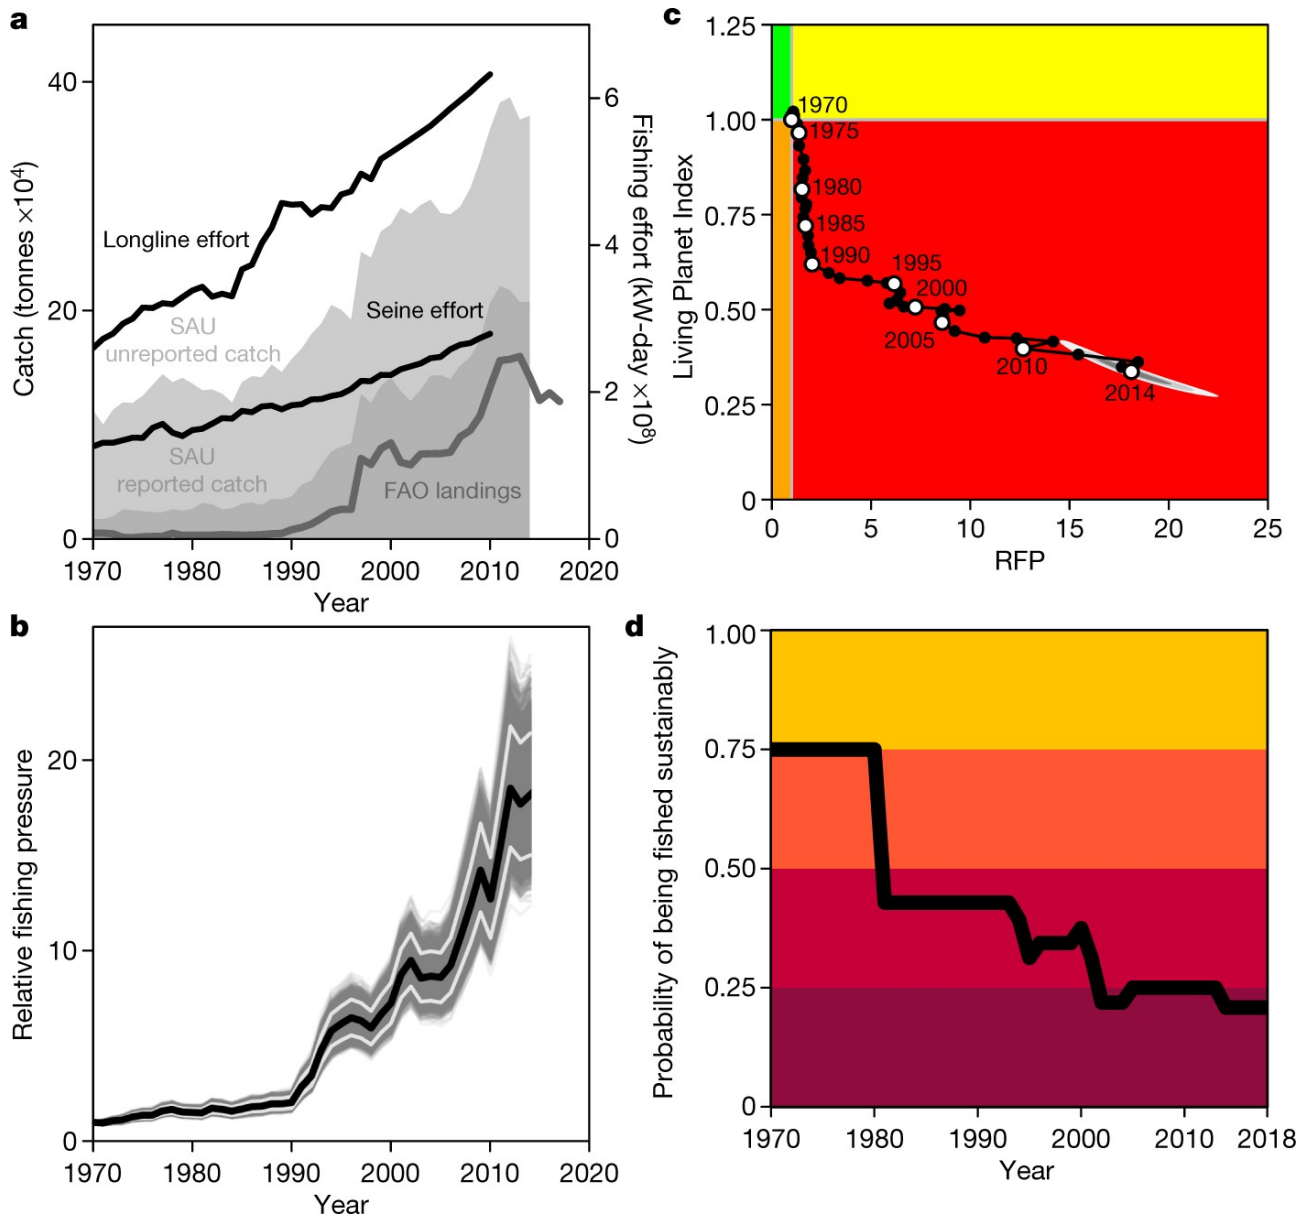 a
40
20
0
Catch (tonnes ×10⁴)
6
4
2
0
Fishing effort (kW-day ×10⁸)
Longline effort
SAU
unreported catch
Seine effort
SAU
reported catch
FAO landings
1970 1980 1990 2000 2010 2020
Year
c
1.25
1.00
0.75
0.50
0.25
0
Living Planet Index
1970
1975
1980
1985
1990
1995
2000
2005
2010
2014
0 5 10 15 20 25
RFP
b
20
10
0
Relative fishing pressure
1970 1980 1990 2000 2010 2020
Year
d
1.00
0.75
0.50
0.25
0
Probability of being fished sustainably
1970 1980 1990 2000 2010 2018
Year